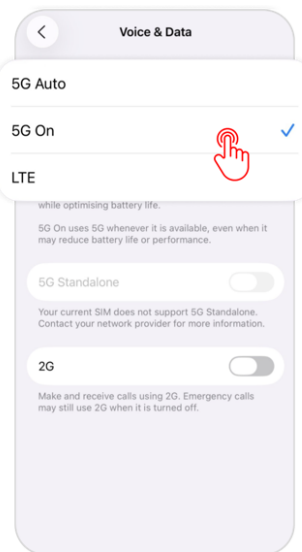 Voice & Data
5G Auto
5G On
LTE
while optimising battery life.
5G On uses 5G whenever it is available, even when it
may reduce battery life or performance.
5G Standalone
Your current SIM does not support 5G Standalone.
Contact your network provider for more information.
2G
Make and receive calls using 2G. Emergency calls
may still use 2G when it is turned off.